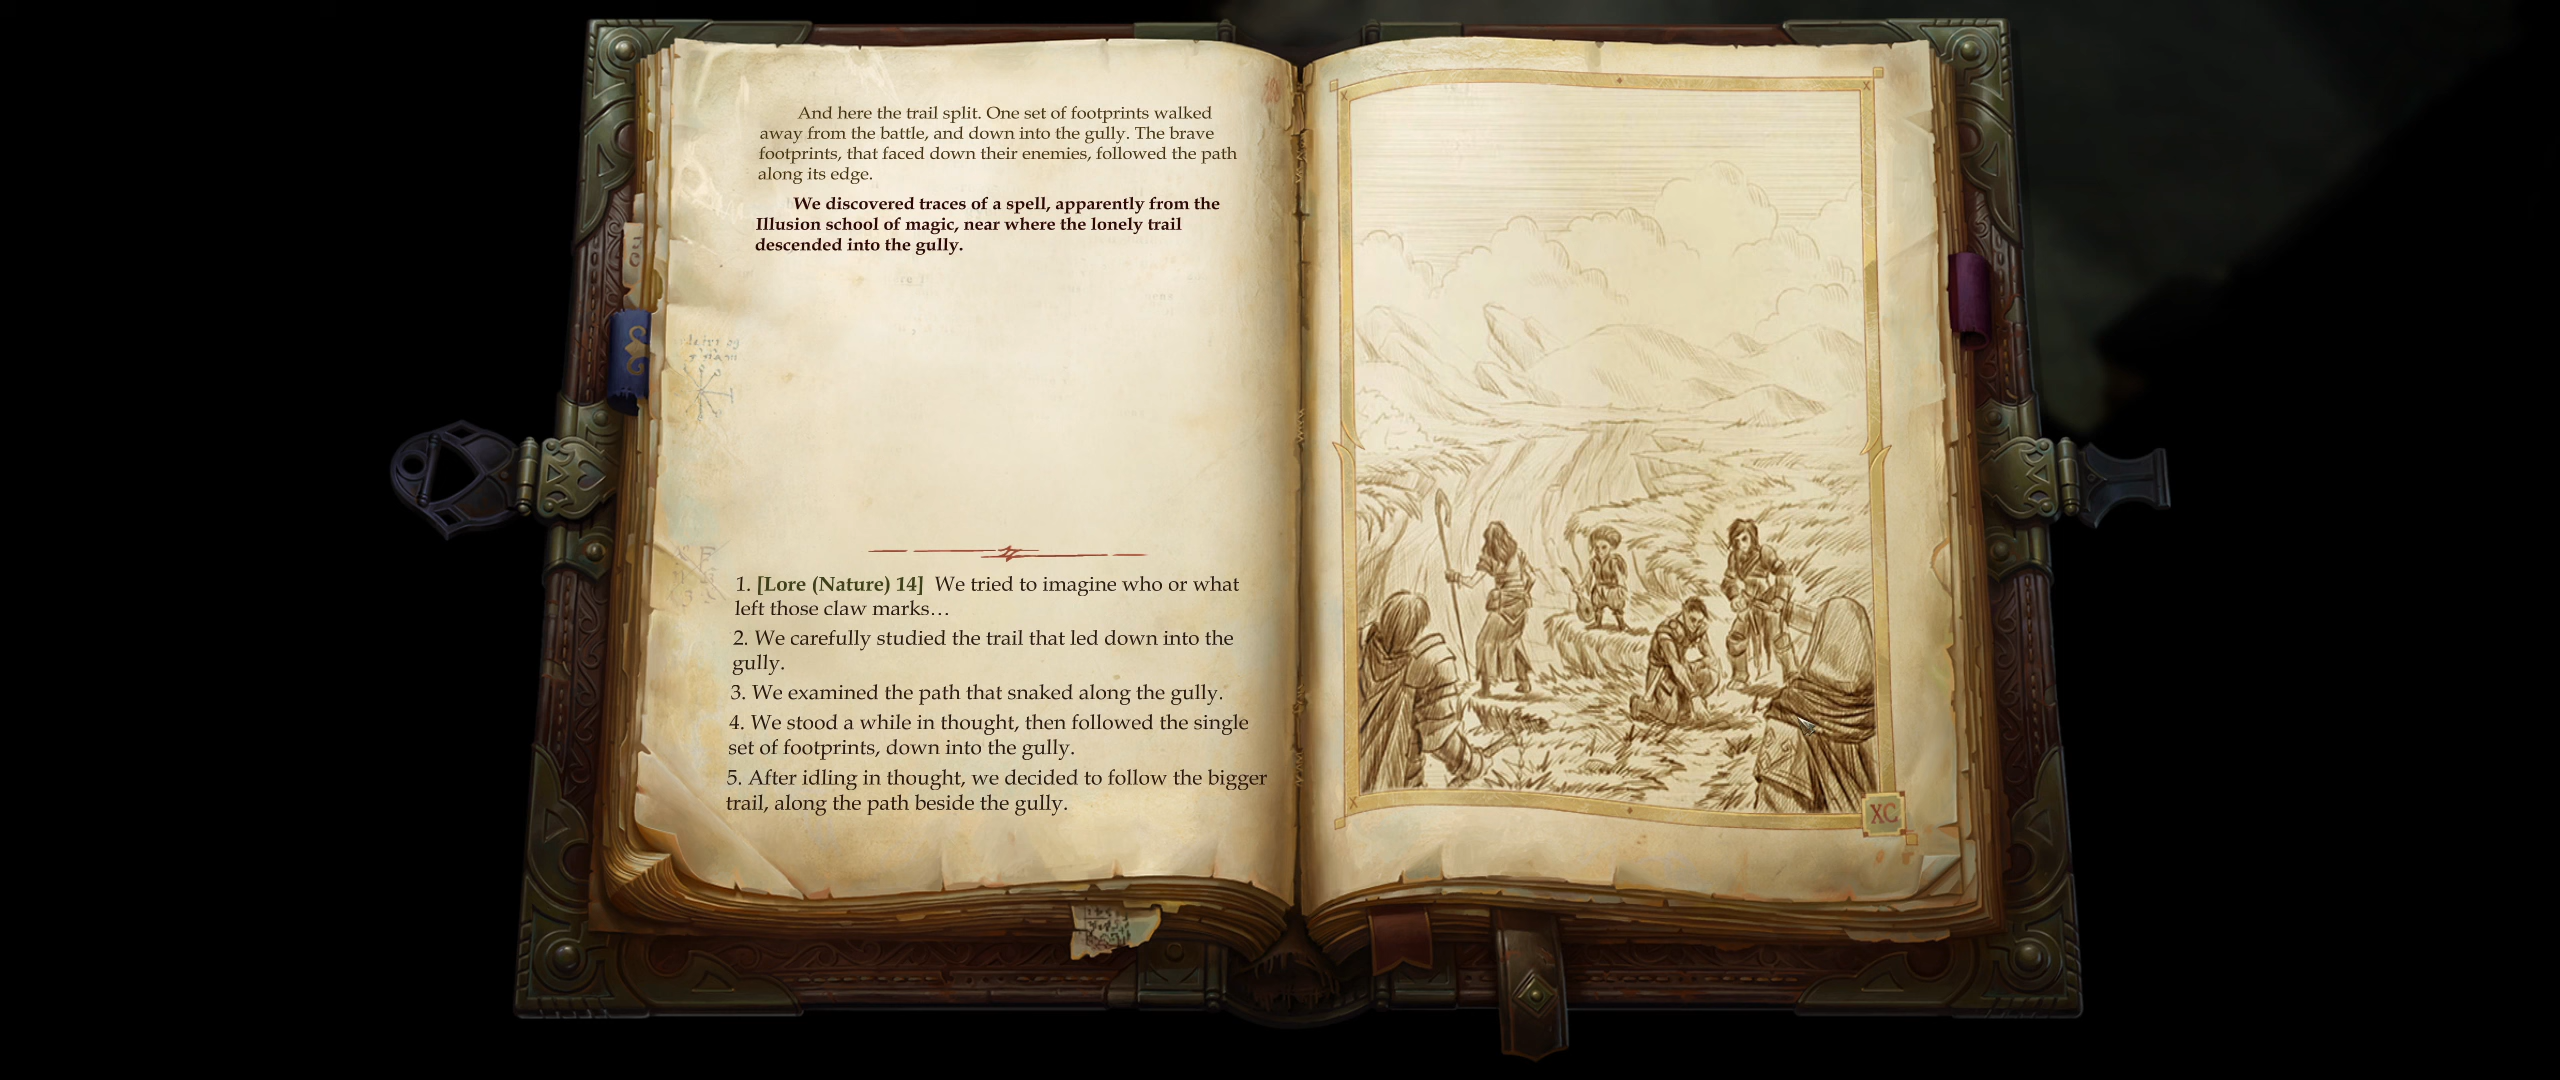 And here the trail split. One set of footprints walked
away from the battle, and down into the gully. The brave
footprints, that faced down their enemies, followed the path
along its edge.
We discovered traces of a spell, apparently from the
Illusion school of magic, near where the lonely trail
descended into the gully.
1. [Lore (Nature) 14] We tried to imagine who or what
left those claw marks…
2. We carefully studied the trail that led down into the
gully.
3. We examined the path that snaked along the gully.
4. We stood a while in thought, then followed the single
set of footprints, down into the gully.
5. After idling in thought, we decided to follow the bigger
trail, along the path beside the gully.
XC